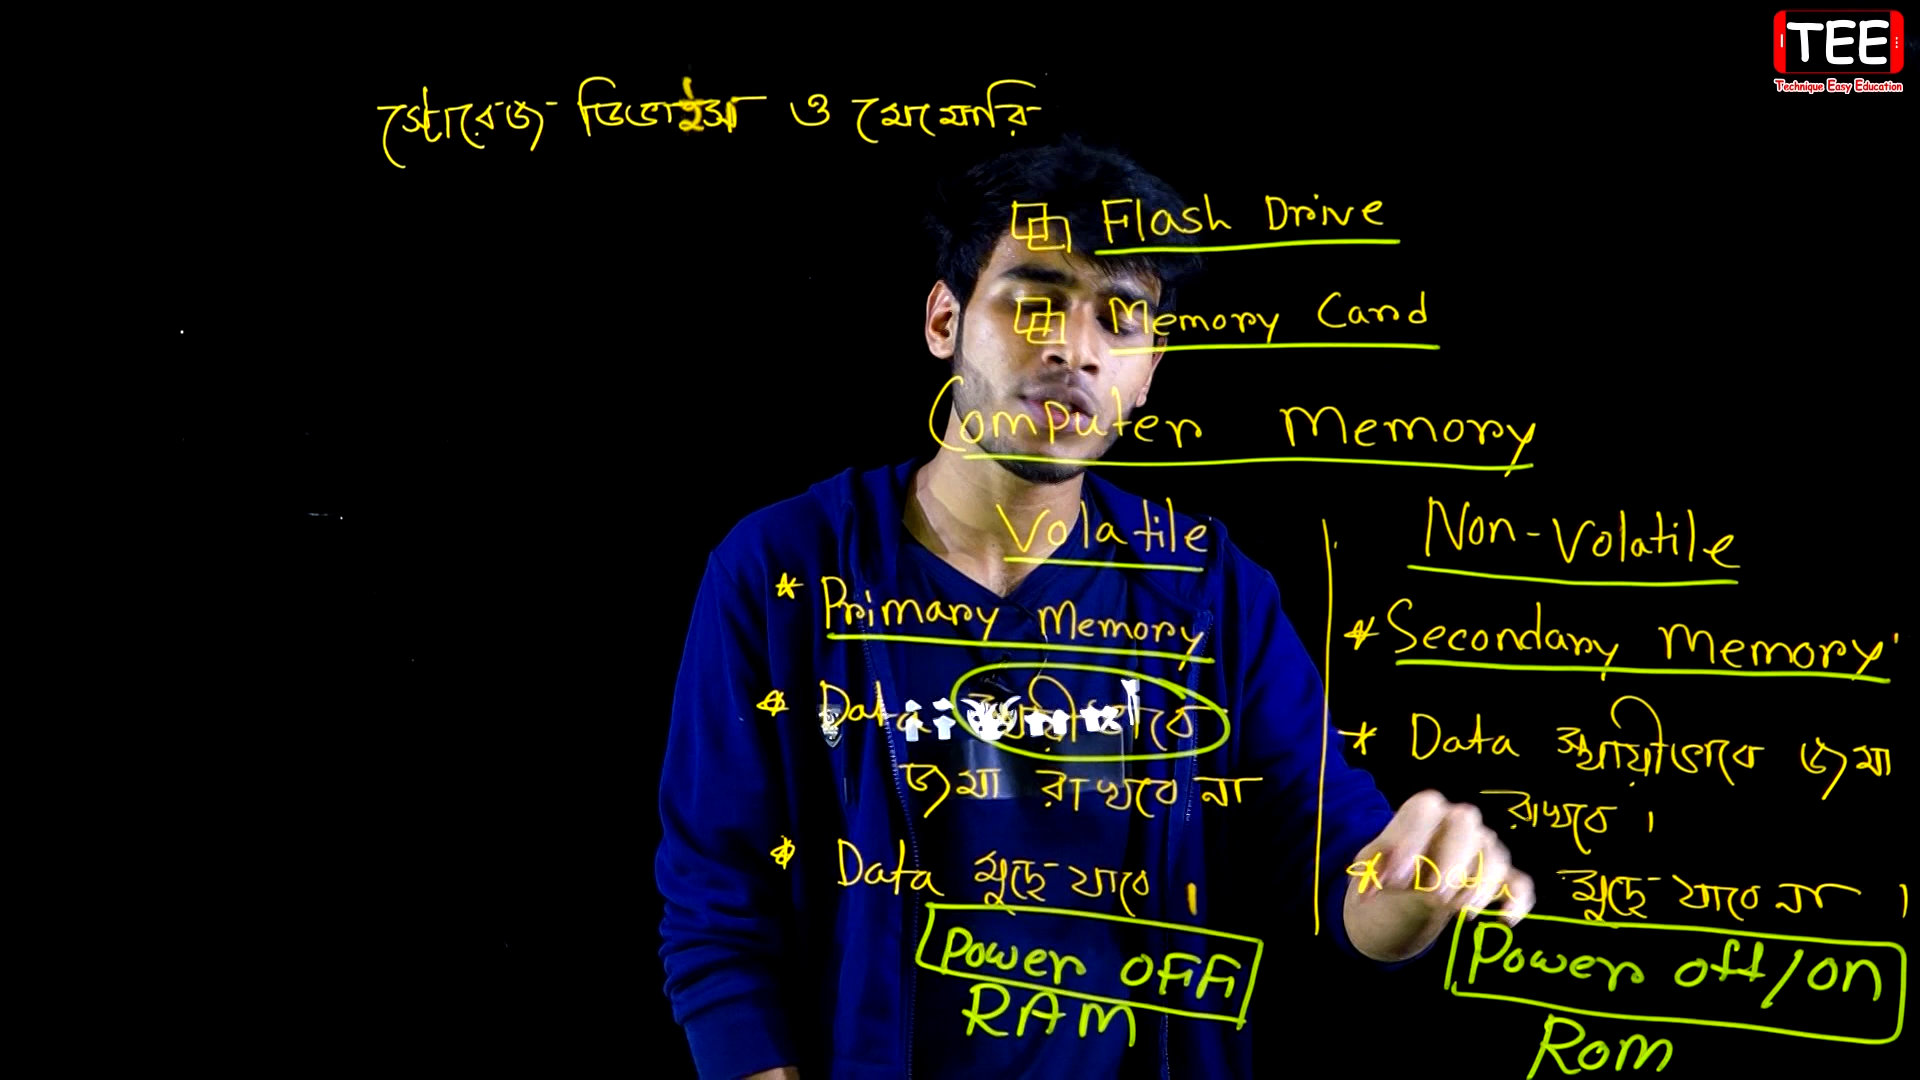 TEE
Technique Easy Education
স্টোরেজ ডিভাইস ও মেমোরি
Flash Drive
Memory Card
Computer Memory
Volatile
* Primary Memory
* Data স্থায়ীভাবে
জমা রাখবে না
* Data মুছে যাবে।
Power OFF
RAM
Non-Volatile
* Secondary Memory
* Data স্থায়ীভাবে জমা
রাখবে।
* Data মুছে যাবে না।
Power off/on
Rom